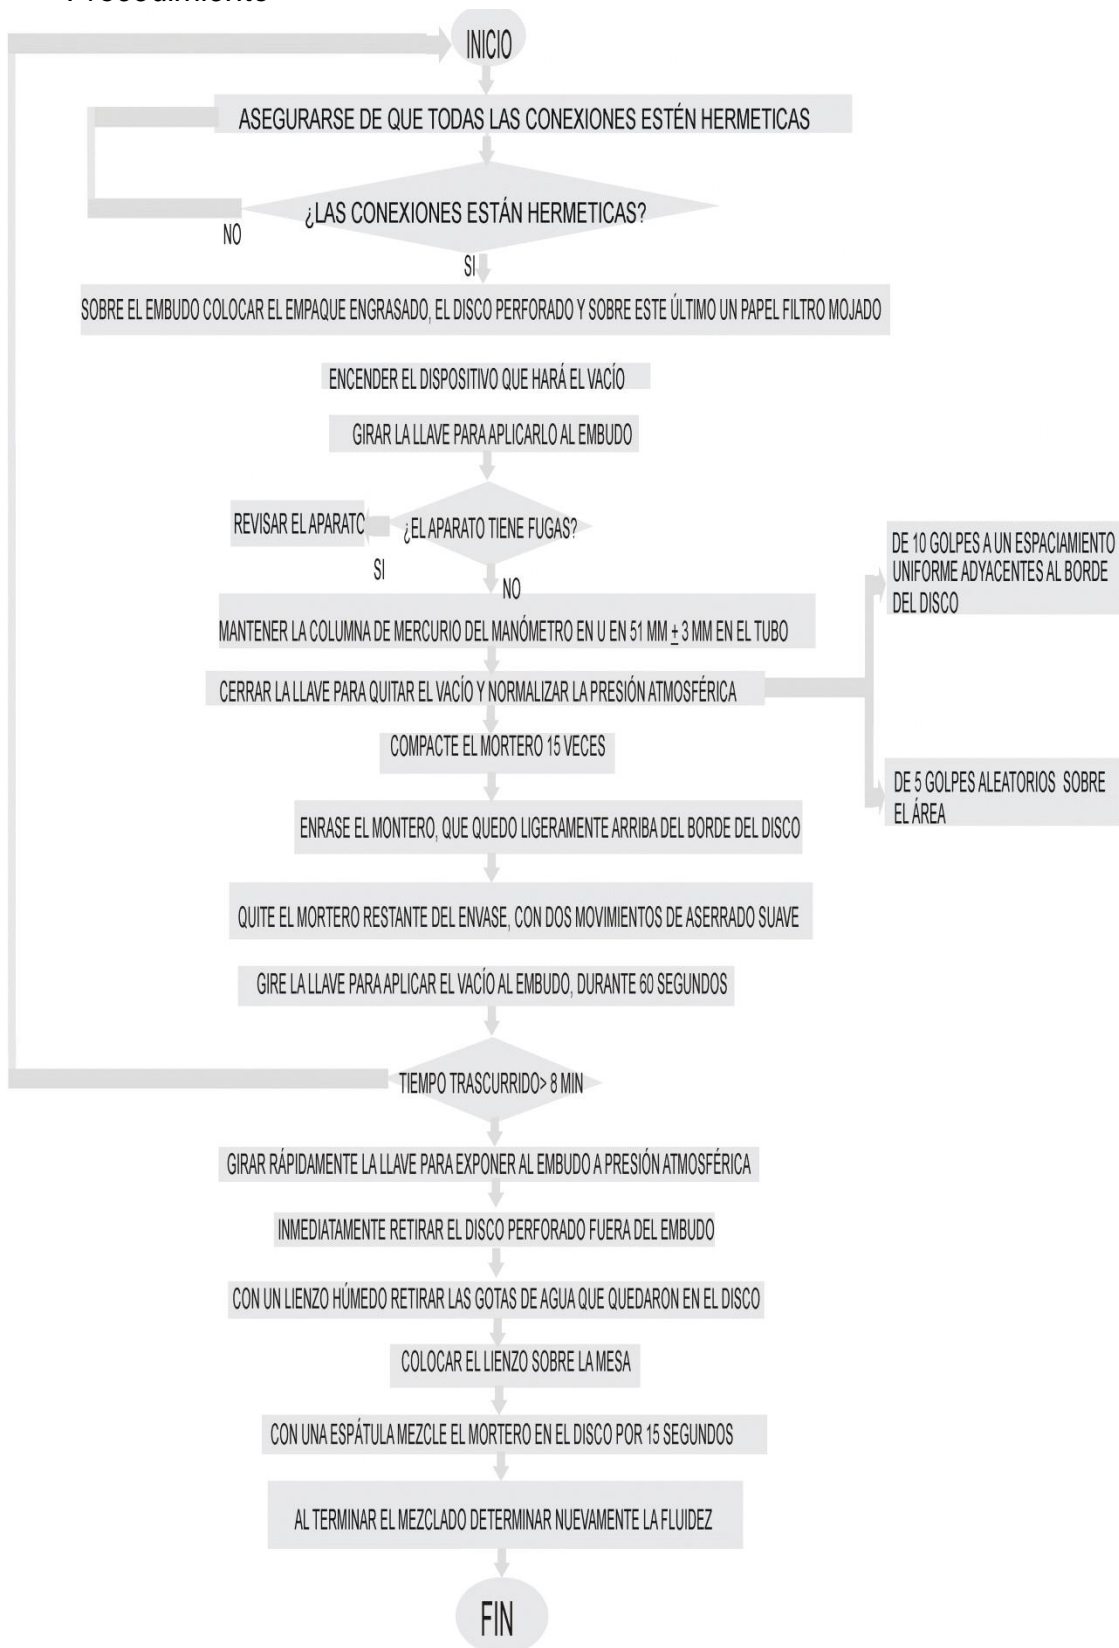 Procedimiento
INICIO
ASEGURARSE DE QUE TODAS LAS CONEXIONES ESTÉN HERMETICAS
¿LAS CONEXIONES ESTÁN HERMETICAS?
NO
SI
SOBRE EL EMBUDO COLOCAR EL EMPAQUE ENGRASADO, EL DISCO PERFORADO Y SOBRE ESTE ÚLTIMO UN PAPEL FILTRO MOJADO
ENCENDER EL DISPOSITIVO QUE HARÁ EL VACÍO
GIRAR LA LLAVE PARA APLICARLO AL EMBUDO
REVISAR EL APARATO
¿EL APARATO TIENE FUGAS?
SI
NO
MANTENER LA COLUMNA DE MERCURIO DEL MANÓMETRO EN U EN 51 MM ± 3 MM EN EL TUBO
CERRAR LA LLAVE PARA QUITAR EL VACÍO Y NORMALIZAR LA PRESIÓN ATMOSFÉRICA
DE 10 GOLPES A UN ESPACIAMIENTO
UNIFORME ADYACENTES AL BORDE
DEL DISCO
DE 5 GOLPES ALEATORIOS SOBRE
EL ÁREA
COMPACTE EL MORTERO 15 VECES
ENRASE EL MONTERO, QUE QUEDO LIGERAMENTE ARRIBA DEL BORDE DEL DISCO
QUITE EL MORTERO RESTANTE DEL ENVASE, CON DOS MOVIMIENTOS DE ASERRADO SUAVE
GIRE LA LLAVE PARA APLICAR EL VACÍO AL EMBUDO, DURANTE 60 SEGUNDOS
TIEMPO TRASCURRIDO> 8 MIN
GIRAR RÁPIDAMENTE LA LLAVE PARA EXPONER AL EMBUDO A PRESIÓN ATMOSFÉRICA
INMEDIATAMENTE RETIRAR EL DISCO PERFORADO FUERA DEL EMBUDO
CON UN LIENZO HÚMEDO RETIRAR LAS GOTAS DE AGUA QUE QUEDARON EN EL DISCO
COLOCAR EL LIENZO SOBRE LA MESA
CON UNA ESPÁTULA MEZCLE EL MORTERO EN EL DISCO POR 15 SEGUNDOS
AL TERMINAR EL MEZCLADO DETERMINAR NUEVAMENTE LA FLUIDEZ
FIN